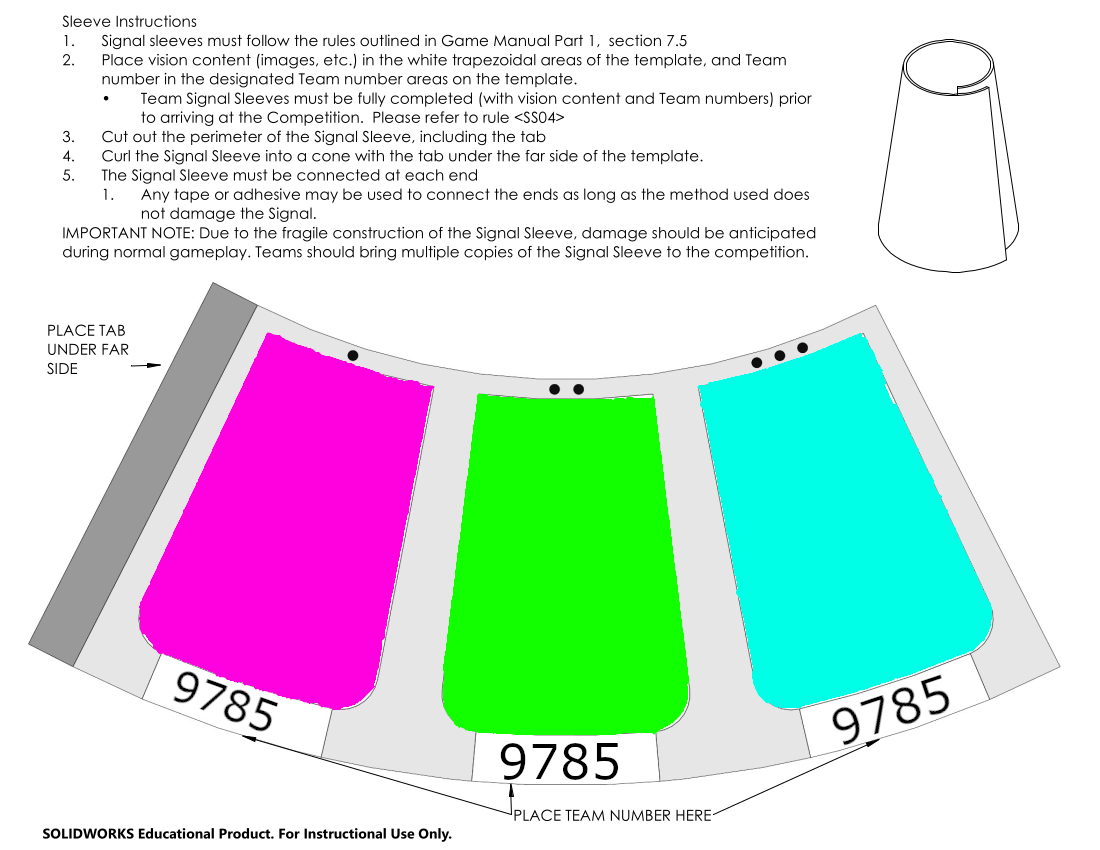 Sleeve Instructions
1. Signal sleeves must follow the rules outlined in Game Manual Part 1, section 7.5
2. Place vision content (images, etc.) in the white trapezoidal areas of the template, and Team
number in the designated Team number areas on the template.
• Team Signal Sleeves must be fully completed (with vision content and Team numbers) prior
to arriving at the Competition. Please refer to rule <SS04>
3. Cut out the perimeter of the Signal Sleeve, including the tab
4. Curl the Signal Sleeve into a cone with the tab under the far side of the template.
5. The Signal Sleeve must be connected at each end
1. Any tape or adhesive may be used to connect the ends as long as the method used does
not damage the Signal.
IMPORTANT NOTE: Due to the fragile construction of the Signal Sleeve, damage should be anticipated
during normal gameplay. Teams should bring multiple copies of the Signal Sleeve to the competition.
PLACE TAB
UNDER FAR
SIDE
9785
9785
9785
PLACE TEAM NUMBER HERE
SOLIDWORKS Educational Product. For Instructional Use Only.